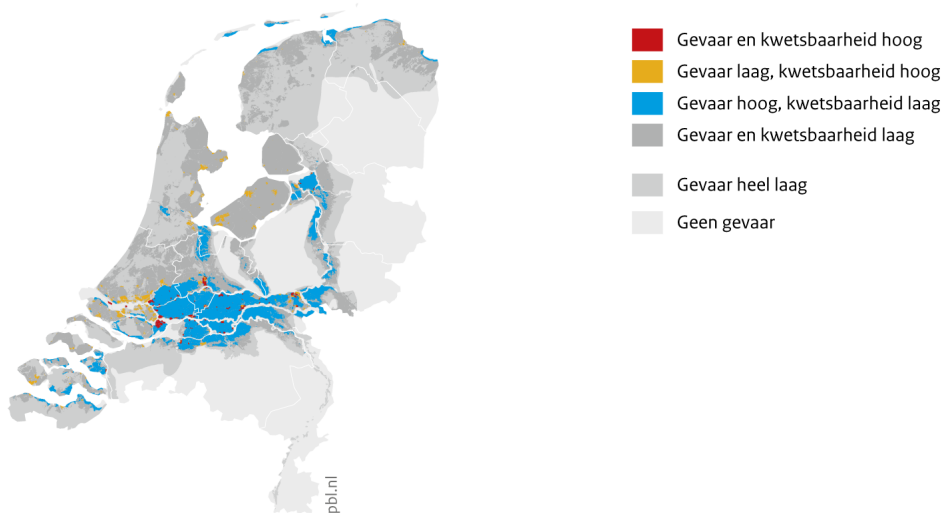 Gevaar en kwetsbaarheid hoog
Gevaar laag, kwetsbaarheid hoog
Gevaar hoog, kwetsbaarheid laag
Gevaar en kwetsbaarheid laag
Gevaar heel laag
Geen gevaar
pbl.nl